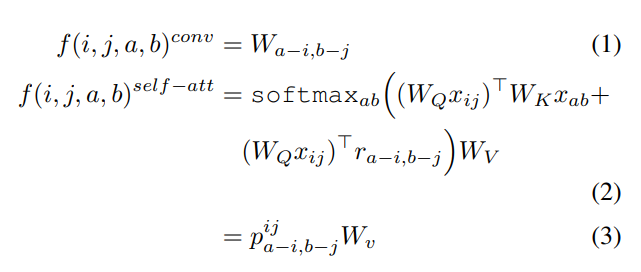 f(i, j, a, b)^{conv} = W_{a−i,b−j} (1)
f(i, j, a, b)^{self−att} = softmax_{ab}((W_Q x_{ij})^⊤ W_K x_{ab}+
(W_Q x_{ij})^⊤ r_{a−i,b−j})W_V
(2)
= p^{ij}_{a−i,b−j} W_v (3)